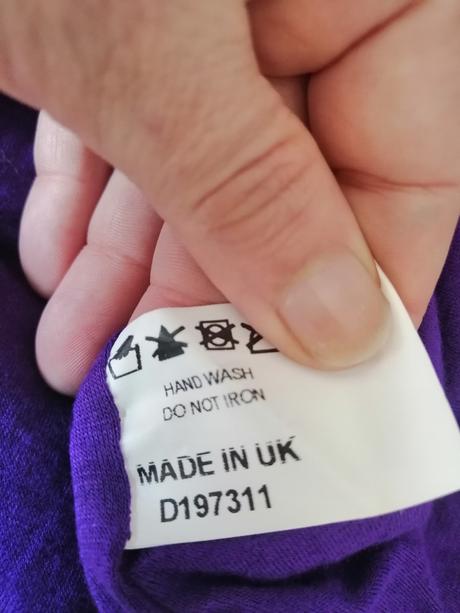 HAND WASH
DO NOT IRON
MADE IN UK
D197311